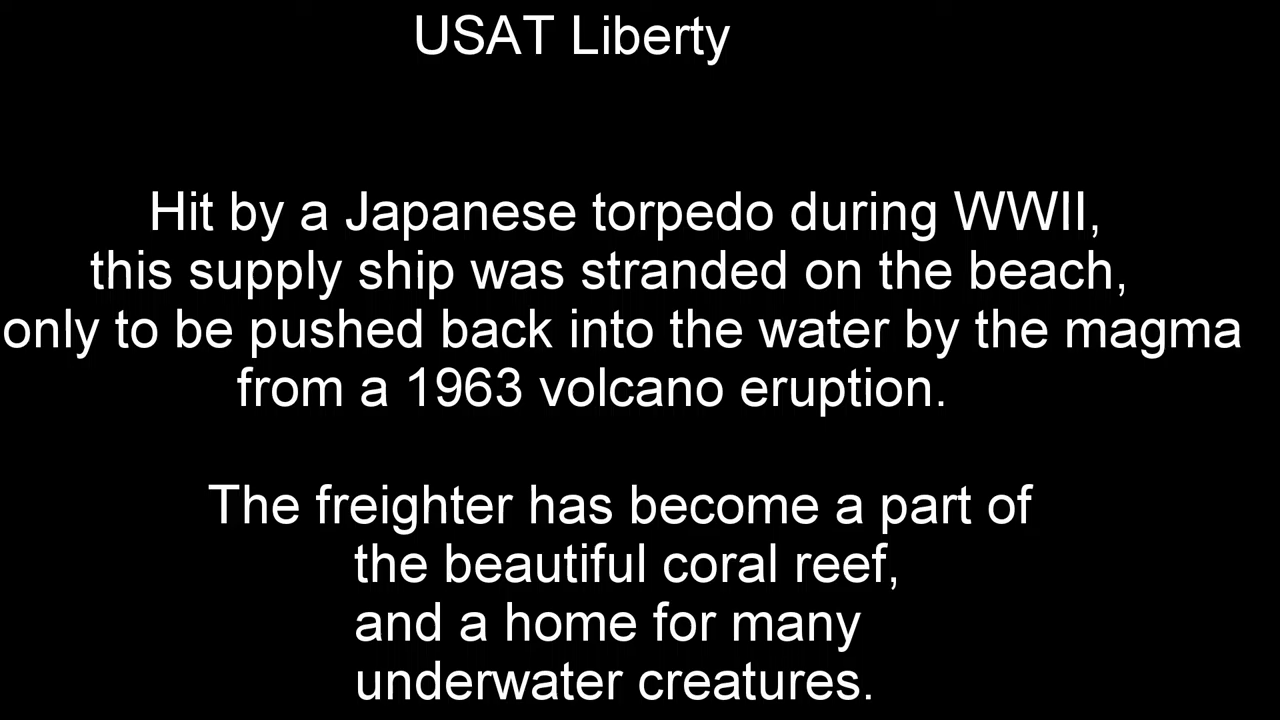 USAT Liberty
Hit by a Japanese torpedo during WWII,
this supply ship was stranded on the beach,
only to be pushed back into the water by the magma
from a 1963 volcano eruption.
The freighter has become a part of
the beautiful coral reef,
and a home for many
underwater creatures.